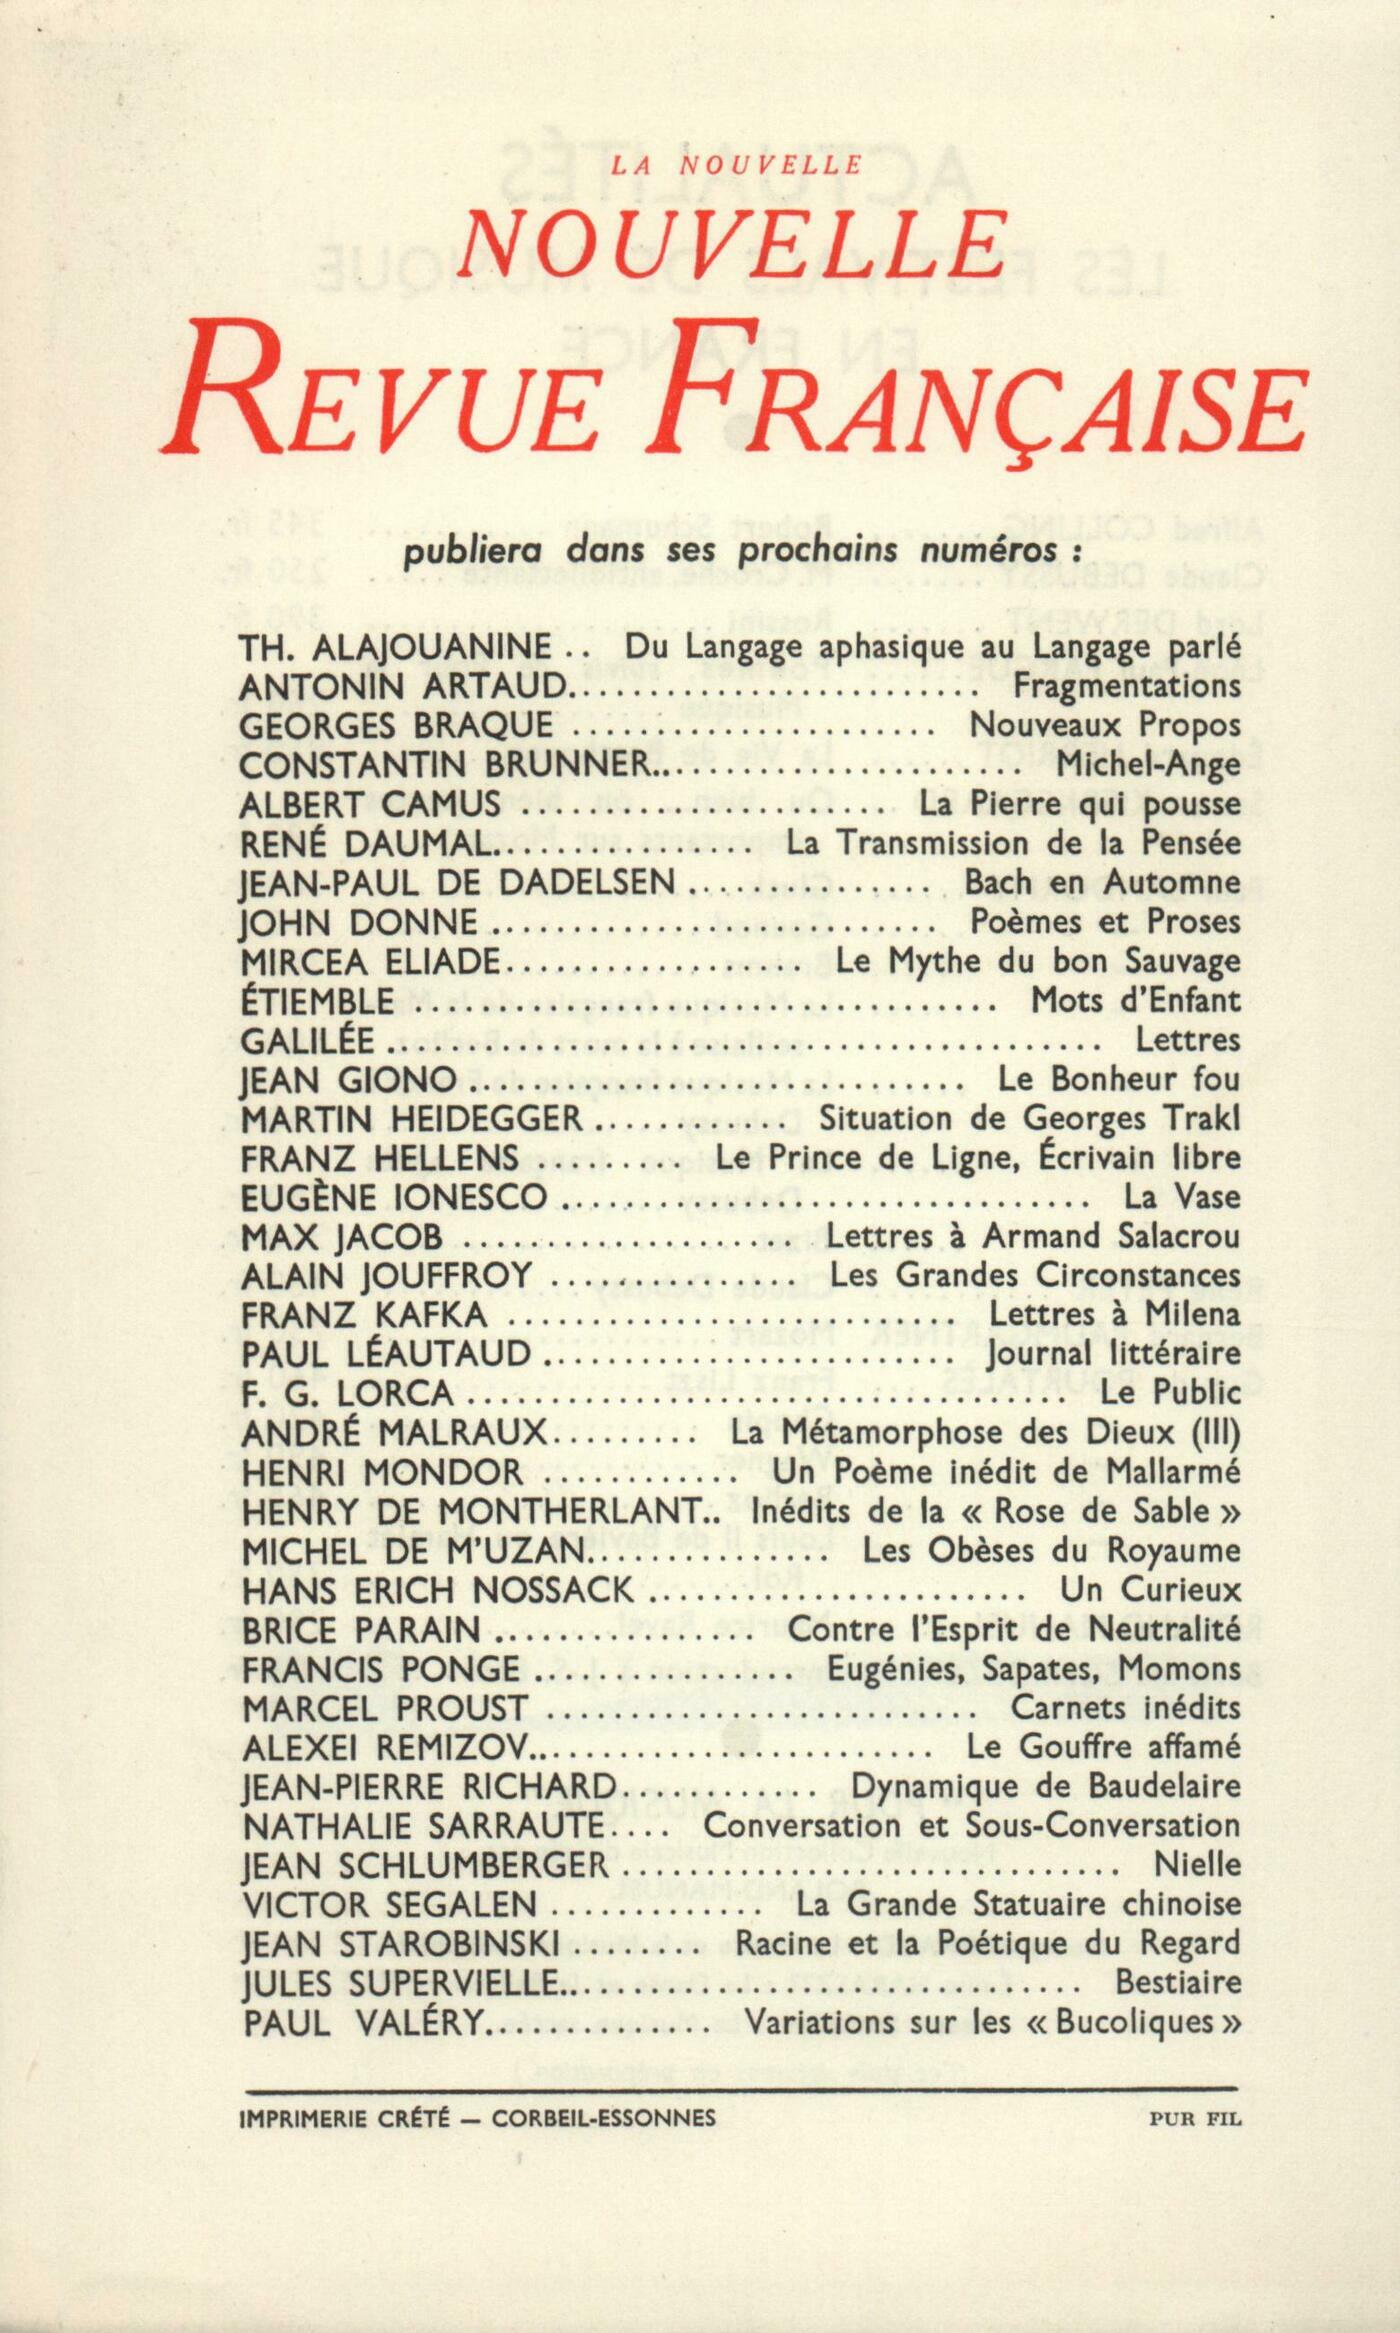 LA NOUVELLE
NOUVELLE
REVUE FRANÇAISE
publiera dans ses prochains numéros :
TH. ALAJOUANINE .. Du Langage aphasique au Langage parlé
ANTONIN ARTAUD.......................... Fragmentations
GEORGES BRAQUE ....................... Nouveaux Propos
CONSTANTIN BRUNNER........................ Michel-Ange
ALBERT CAMUS ....................... La Pierre qui pousse
RENÉ DAUMAL................ La Transmission de la Pensée
JEAN-PAUL DE DADELSEN ............... Bach en Automne
JOHN DONNE ............................ Poèmes et Proses
MIRCEA ELIADE................... Le Mythe du bon Sauvage
ÉTIEMBLE .................................... Mots d'Enfant
GALILÉE ............................................. Lettres
JEAN GIONO ............................... Le Bonheur fou
MARTIN HEIDEGGER ............ Situation de Georges Trakl
FRANZ HELLENS ......... Le Prince de Ligne, Écrivain libre
EUGÈNE IONESCO ................................. La Vase
MAX JACOB .................... Lettres à Armand Salacrou
ALAIN JOUFFROY ............... Les Grandes Circonstances
FRANZ KAFKA ............................ Lettres à Milena
PAUL LÉAUTAUD .......................... Journal littéraire
F. G. LORCA ...................................... Le Public
ANDRÉ MALRAUX......... La Métamorphose des Dieux (III)
HENRI MONDOR ............ Un Poème inédit de Mallarmé
HENRY DE MONTHERLANT.. Inédits de la « Rose de Sable »
MICHEL DE M'UZAN............... Les Obèses du Royaume
HANS ERICH NOSSACK ........................ Un Curieux
BRICE PARAIN ................ Contre l'Esprit de Neutralité
FRANCIS PONGE ................ Eugénies, Sapates, Momons
MARCEL PROUST ........................... Carnets inédits
ALEXEI REMIZOV.......................... Le Gouffre affamé
JEAN-PIERRE RICHARD............ Dynamique de Baudelaire
NATHALIE SARRAUTE.... Conversation et Sous-Conversation
JEAN SCHLUMBERGER ............................... Nielle
VICTOR SEGALEN ............. La Grande Statuaire chinoise
JEAN STAROBINSKI ........ Racine et la Poétique du Regard
JULES SUPERVIELLE................................. Bestiaire
PAUL VALÉRY.............. Variations sur les « Bucoliques »
IMPRIMERIE CRÉTÉ — CORBEIL-ESSONNES PUR FIL